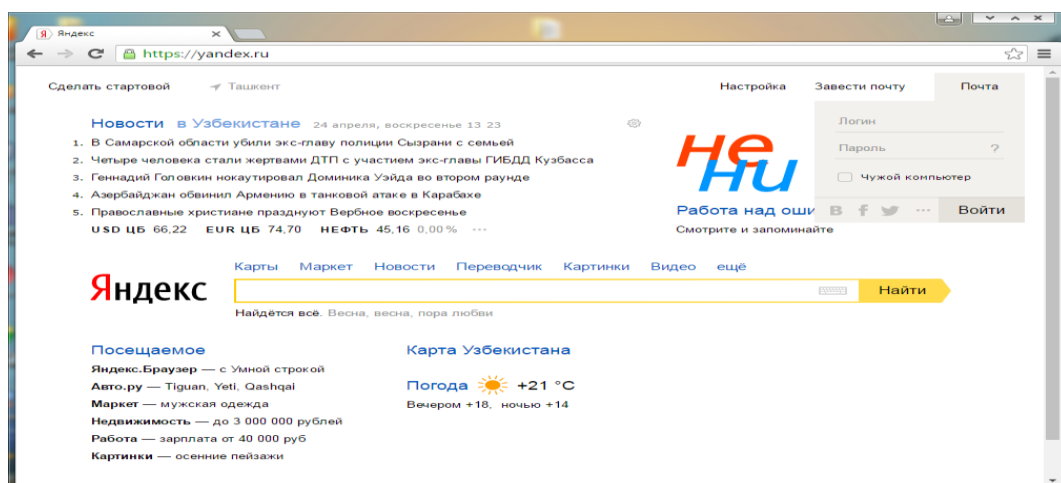 Яндекс
https://yandex.ru
Сделать стартовой Ташкент Настройка Завести почту Почта
Новости в Узбекистане 24 апреля, воскресенье 13 23
1. В Самарской области убили экс-главу полиции Сызрани с семьей
2. Четыре человека стали жертвами ДТП с участием экс-главы ГИБДД Кузбасса
3. Геннадий Головкин нокаутировал Доминика Уэйда во втором раунде
4. Азербайджан обвинил Армению в танковой атаке в Карабахе
5. Православные христиане празднуют Вербное воскресенье
USD ЦБ 66,22 EUR ЦБ 74,70 НЕФТЬ 45,16 0,00 % ···
не
ни
Работа над оши
Смотрите и запоминайте
Логин
Пароль ?
Чужой компьютер
В f ··· Войти
Карты Маркет Новости Переводчик Картинки Видео ещё
Яндекс Найти
Найдётся всё. Весна, весна, пора любви
Посещаемое
Яндекс.Браузер — с Умной строкой
Авто.ру — Tiguan, Yeti, Qashqai
Маркет — мужская одежда
Недвижимость — до 3 000 000 рублей
Работа — зарплата от 40 000 руб
Картинки — осенние пейзажи
Карта Узбекистана
Погода +21 °C
Вечером +18, ночью +14